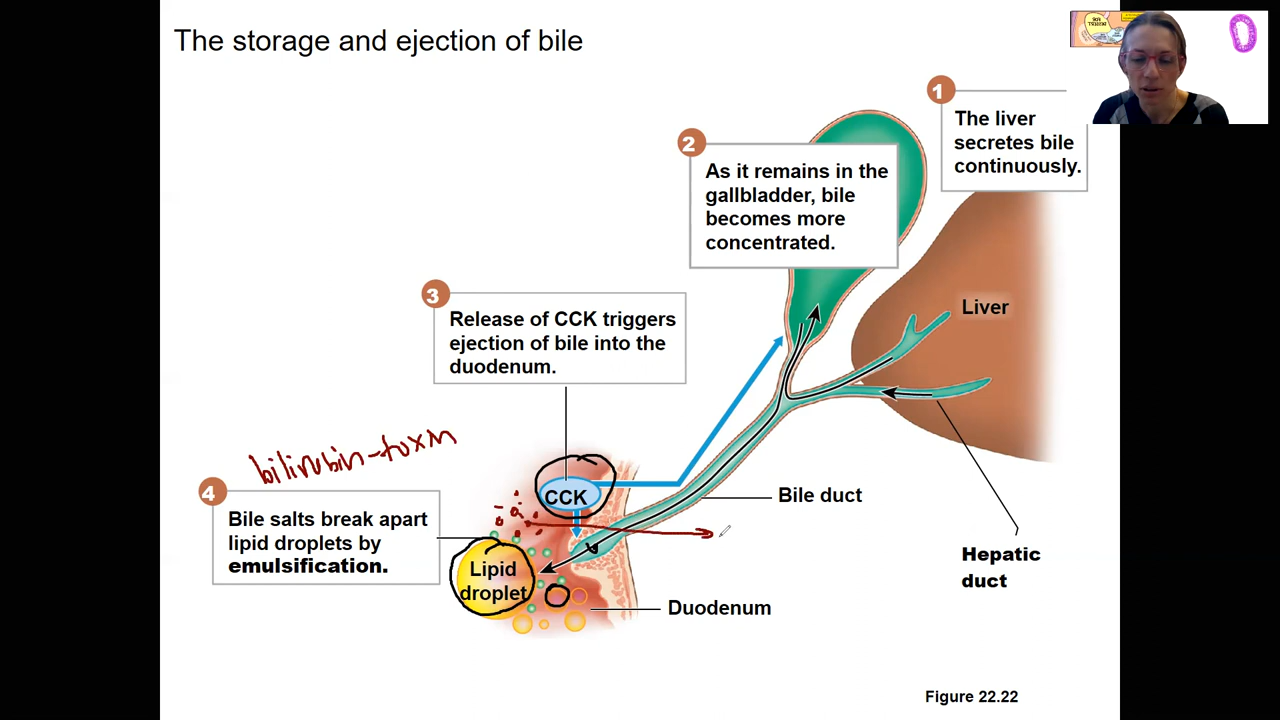 The storage and ejection of bile
1
The liver
secretes bile
continuously.
2
As it remains in the
gallbladder, bile
becomes more
concentrated.
3
Release of CCK triggers
ejection of bile into the
duodenum.
Liver
bilirubin-toxin
4
Bile salts break apart
lipid droplets by
emulsification.
CCK
Bile duct
Hepatic
duct
Lipid
droplet
Duodenum
Figure 22.22